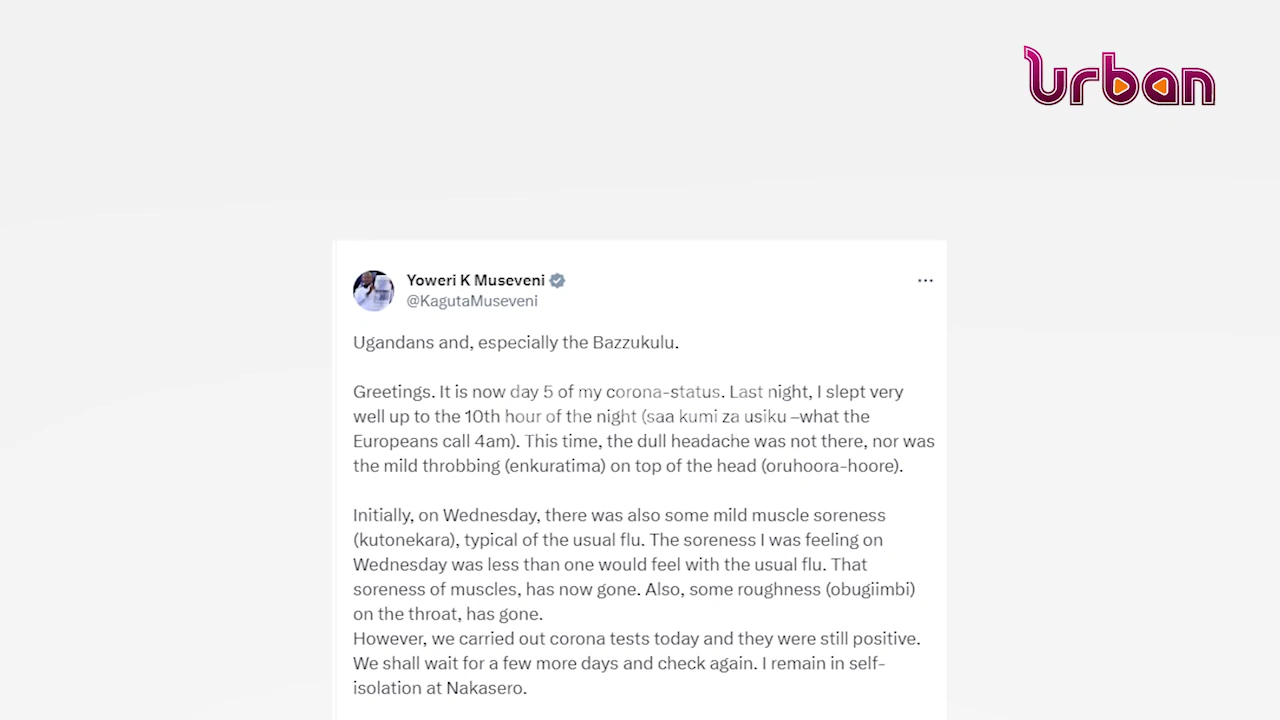 Urban
Yoweri K Museveni
@KagutaMuseveni
Ugandans and, especially the Bazzukulu.
Greetings. It is now day 5 of my corona-status. Last night, I slept very
well up to the 10th hour of the night (saa kumi za usiku –what the
Europeans call 4am). This time, the dull headache was not there, nor was
the mild throbbing (enkuratima) on top of the head (oruhoora-hoore).
Initially, on Wednesday, there was also some mild muscle soreness
(kutonekara), typical of the usual flu. The soreness I was feeling on
Wednesday was less than one would feel with the usual flu. That
soreness of muscles, has now gone. Also, some roughness (obugiimbi)
on the throat, has gone.
However, we carried out corona tests today and they were still positive.
We shall wait for a few more days and check again. I remain in self-
isolation at Nakasero.